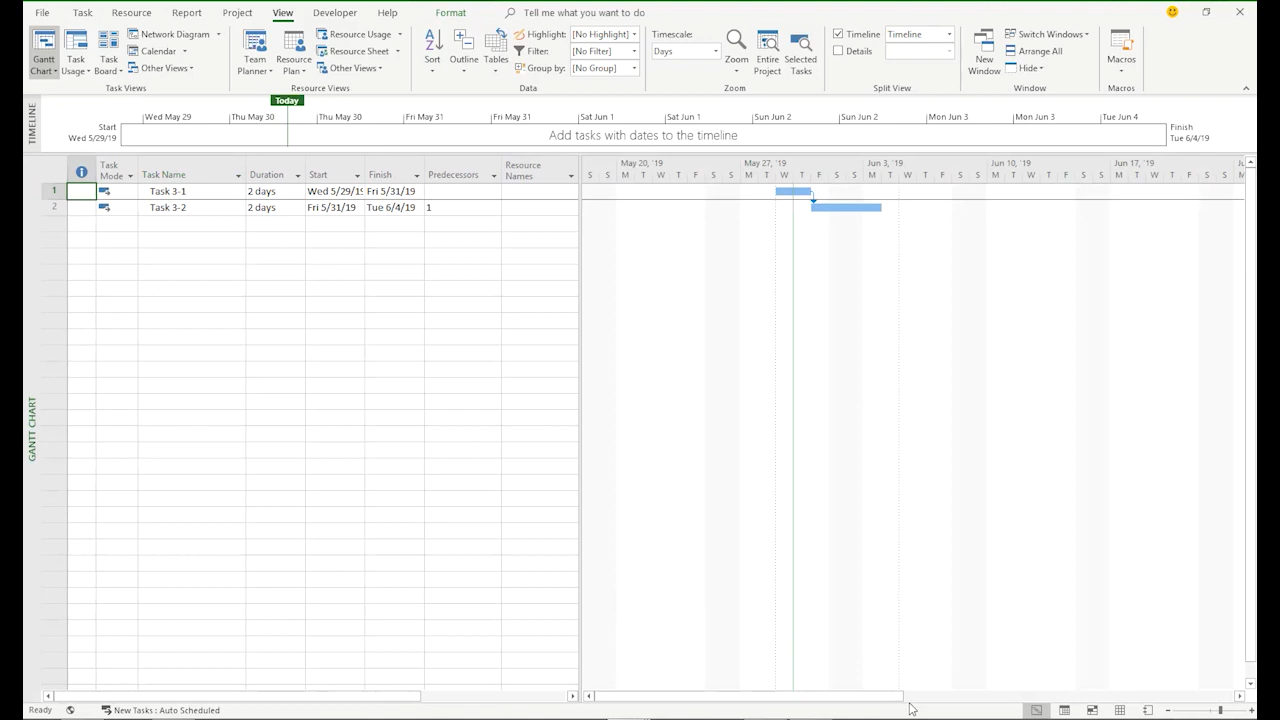 File Task Resource Report Project View Developer Help Format Tell me what you want to do
Gantt Chart
Task Usage
Task Board
Network Diagram
Calendar
Other Views
Task Views
Team Planner
Resource Plan
Resource Usage
Resource Sheet
Other Views
Resource Views
Sort
Outline
Tables
Highlight: [No Highlight]
Filter: [No Filter]
Group by: [No Group]
Data
Timescale:
Days
Zoom
Entire Project
Selected Tasks
Zoom
Timeline Timeline
Details
Split View
New Window
Switch Windows
Arrange All
Hide
Window
Macros
Macros
TIMELINE
Today
Start
Wed 5/29/19
Wed May 29 Thu May 30 Thu May 30 Fri May 31 Fri May 31 Sat Jun 1 Sun Jun 2 Sun Jun 2 Mon Jun 3 Mon Jun 3 Tue Jun 4
Add tasks with dates to the timeline
Finish
Tue 6/4/19
GANTT CHART
Task Mode Task Name Duration Start Finish Predecessors Resource Names
1 Task 3-1 2 days Wed 5/29/19 Fri 5/31/19
2 Task 3-2 2 days Fri 5/31/19 Tue 6/4/19 1
May 20, '19 May 27, '19 Jun 3, '19 Jun 10, '19 Jun 17, '19
S S M T W T F S S M T W T F S S M T W T F S S M T W T F S S M T W T F S S M
Ready New Tasks : Auto Scheduled